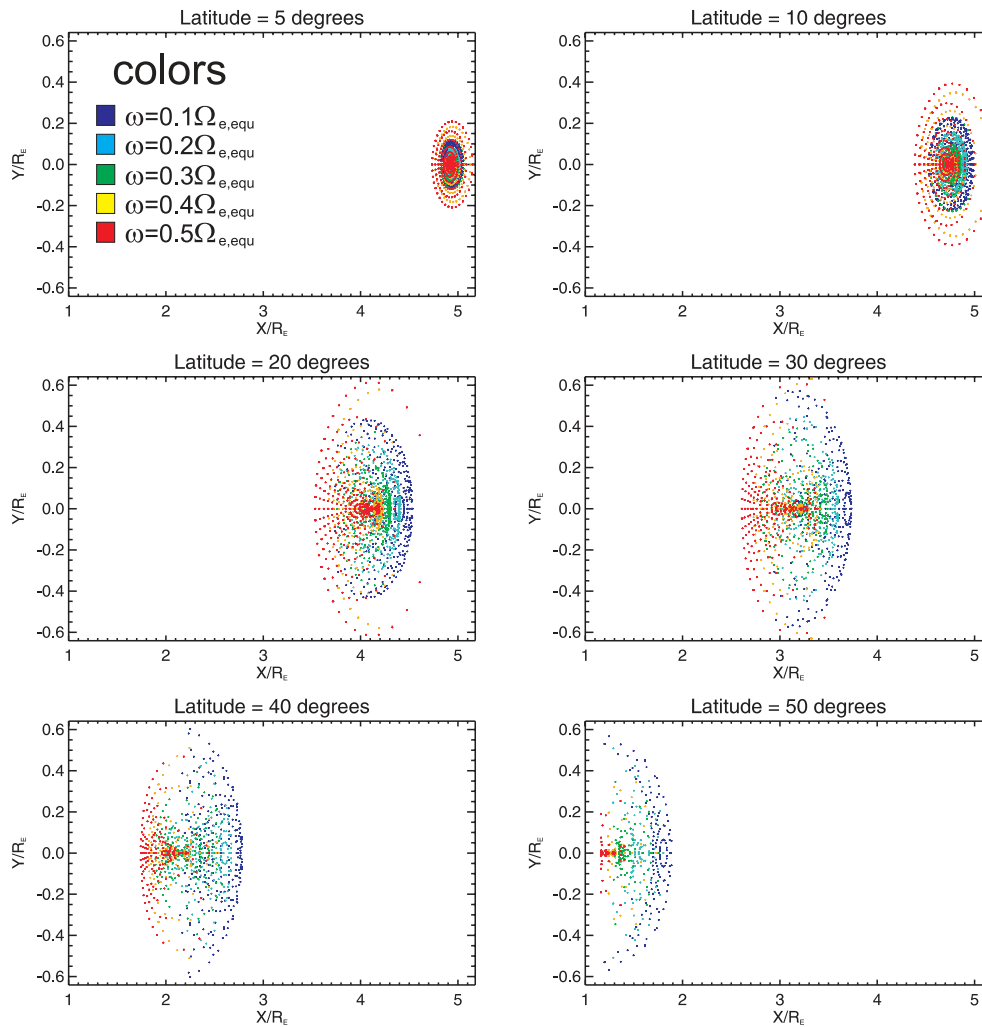 Latitude = 5 degrees
Latitude = 10 degrees
0.6
0.4
0.2
0.0
-0.2
-0.4
-0.6
Y/RE
colors
ω=0.1Ωe,equ
ω=0.2Ωe,equ
ω=0.3Ωe,equ
ω=0.4Ωe,equ
ω=0.5Ωe,equ
1 2 3 4 5
X/RE
0.6
0.4
0.2
0.0
-0.2
-0.4
-0.6
Y/RE
1 2 3 4 5
X/RE
Latitude = 20 degrees
Latitude = 30 degrees
0.6
0.4
0.2
0.0
-0.2
-0.4
-0.6
Y/RE
1 2 3 4 5
X/RE
0.6
0.4
0.2
0.0
-0.2
-0.4
-0.6
Y/RE
1 2 3 4 5
X/RE
Latitude = 40 degrees
Latitude = 50 degrees
0.6
0.4
0.2
0.0
-0.2
-0.4
-0.6
Y/RE
1 2 3 4 5
X/RE
0.6
0.4
0.2
0.0
-0.2
-0.4
-0.6
Y/RE
1 2 3 4 5
X/RE